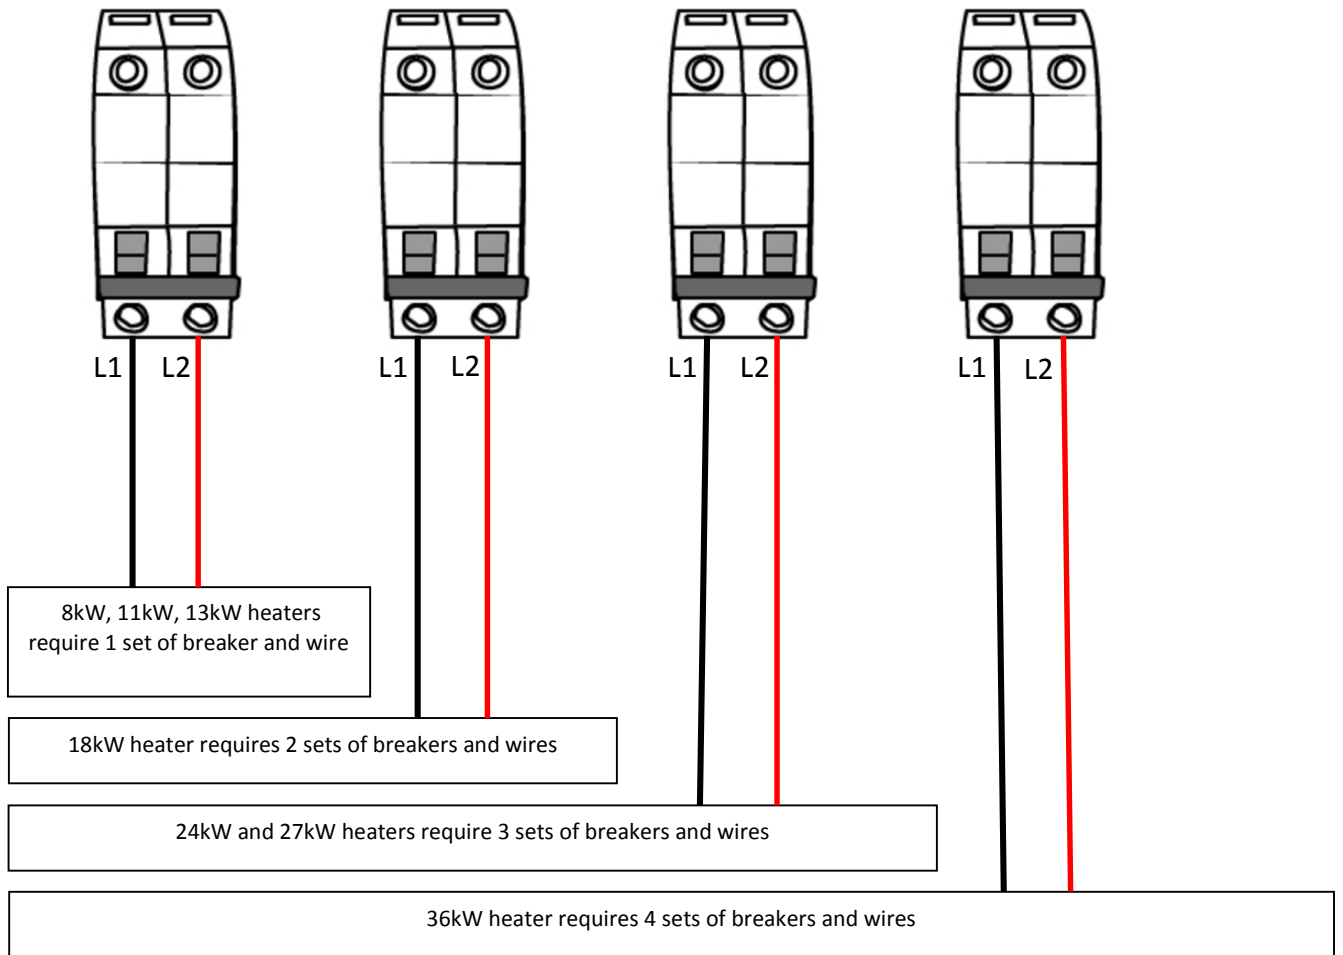 L1 L2 L1 L2 L1 L2 L1 L2
8kW, 11kW, 13kW heaters
require 1 set of breaker and wire
18kW heater requires 2 sets of breakers and wires
24kW and 27kW heaters require 3 sets of breakers and wires
36kW heater requires 4 sets of breakers and wires